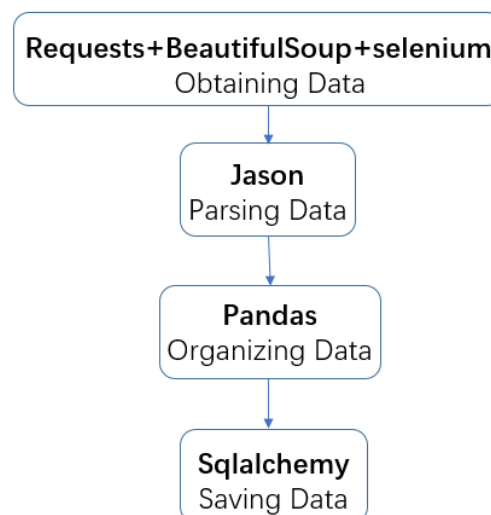 Requests+BeautifulSoup+selenium
Obtaining Data
Jason
Parsing Data
Pandas
Organizing Data
Sqlalchemy
Saving Data